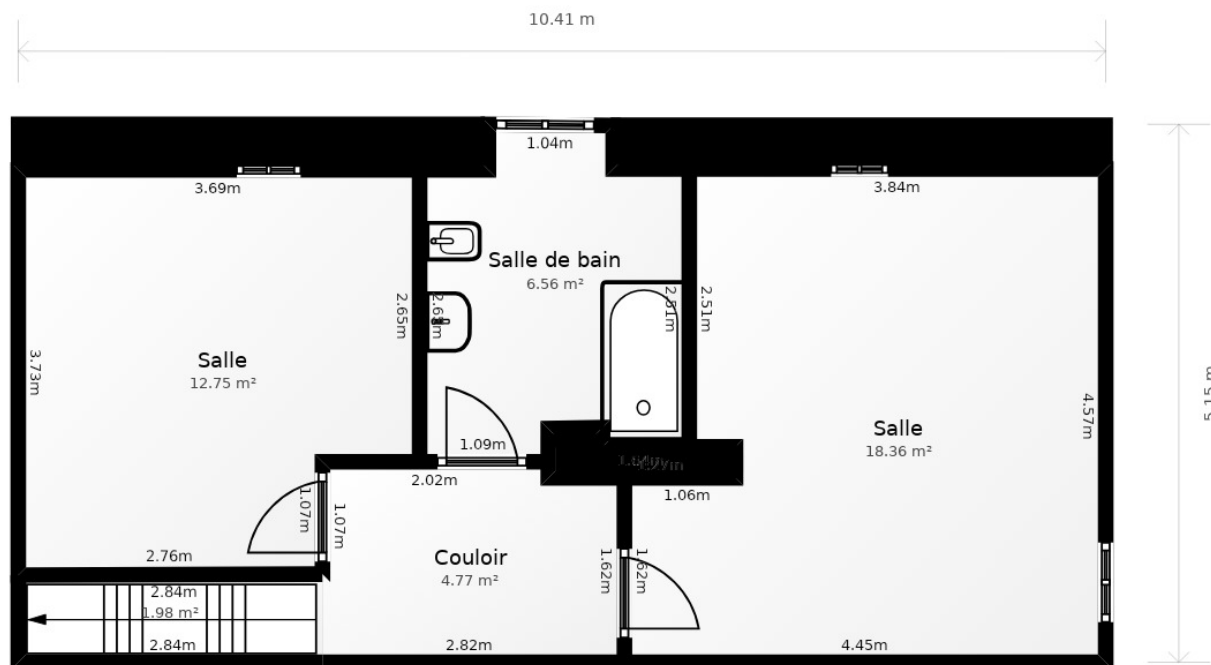 10.41 m
1.04m
3.69m
3.84m
Salle de bain
6.56 m²
2.65m
2.51m
2.51m
3.73m
Salle
12.75 m²
4.57m
5.15 m
Salle
18.36 m²
1.09m
2.02m
1.06m
1.07m
1.07m
2.76m
Couloir
4.77 m²
1.62m
1.62m
2.84m
1.98 m²
2.84m
2.82m
4.45m